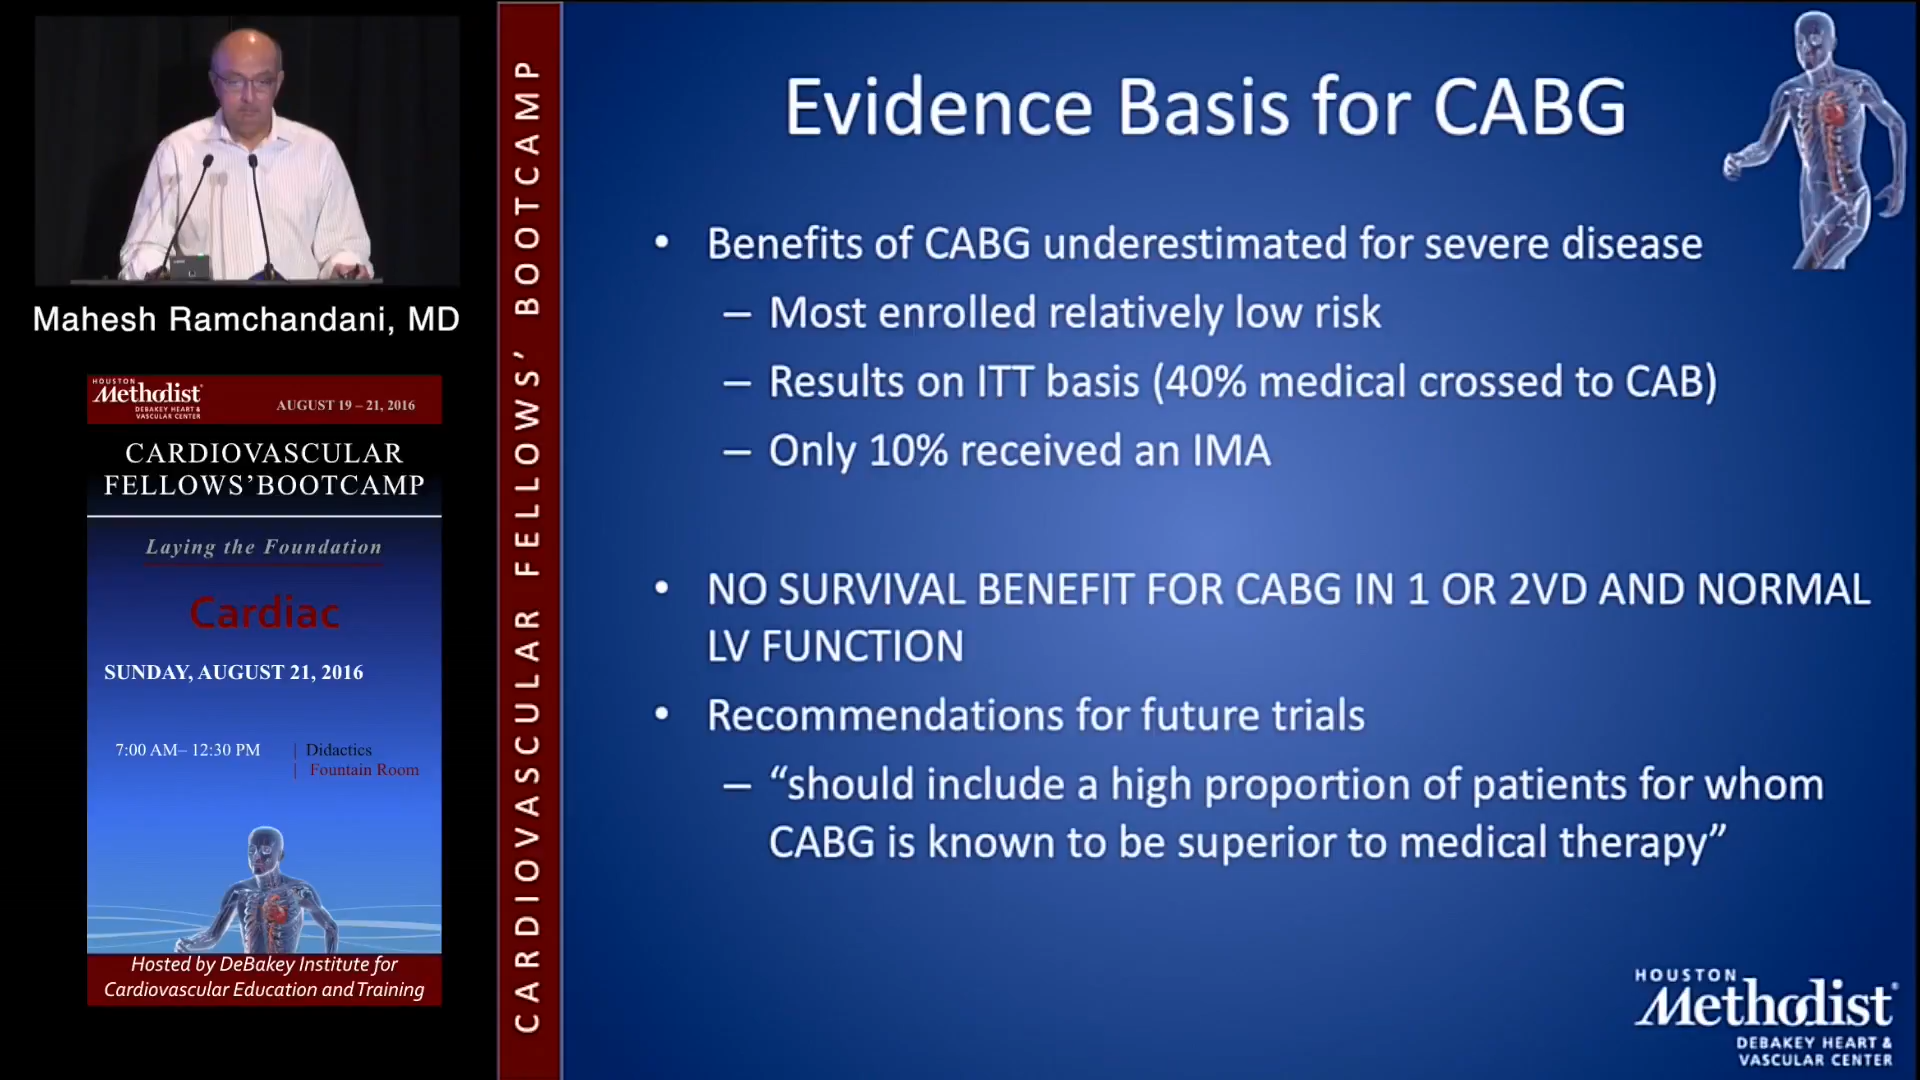 Mahesh Ramchandani, MD
HOUSTON
Methodist
DEBAKEY HEART &
VASCULAR CENTER
AUGUST 19 – 21, 2016
CARDIOVASCULAR
FELLOWS’BOOTCAMP
Laying the Foundation
Cardiac
SUNDAY, AUGUST 21, 2016
7:00 AM– 12:30 PM | Didactics
| Fountain Room
Hosted by DeBakey Institute for
Cardiovascular Education and Training
CARDIOVASCULAR FELLOWS’ BOOTCAMP
Evidence Basis for CABG
• Benefits of CABG underestimated for severe disease
– Most enrolled relatively low risk
– Results on ITT basis (40% medical crossed to CAB)
– Only 10% received an IMA
• NO SURVIVAL BENEFIT FOR CABG IN 1 OR 2VD AND NORMAL
LV FUNCTION
• Recommendations for future trials
– “should include a high proportion of patients for whom
CABG is known to be superior to medical therapy”
HOUSTON
Methodist
DEBAKEY HEART &
VASCULAR CENTER